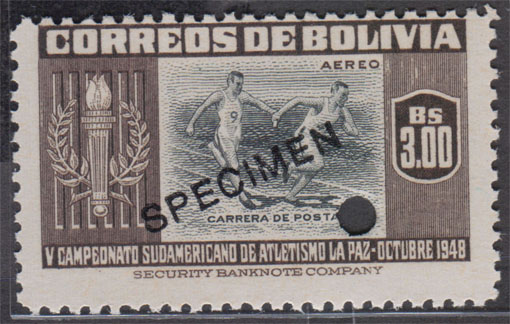 CORREOS DE BOLIVIA
AEREO
9
Bs
3.00
SPECIMEN
CARRERA DE POSTA
V CAMPEONATO SUDAMERICANO DE ATLETISMO LA PAZ-OCTUBRE 1948
SECURITY BANKNOTE COMPANY